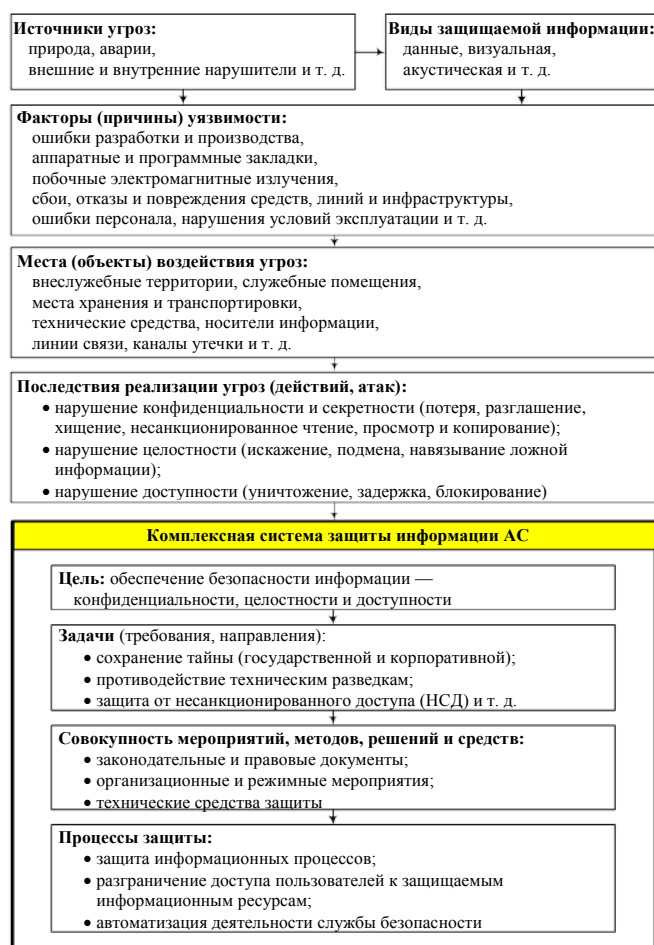 Источники угроз:
природа, аварии,
внешние и внутренние нарушители и т. д.
Виды защищаемой информации:
данные, визуальная,
акустическая и т. д.
Факторы (причины) уязвимости:
ошибки разработки и производства,
аппаратные и программные закладки,
побочные электромагнитные излучения,
сбои, отказы и повреждения средств, линий и инфраструктуры,
ошибки персонала, нарушения условий эксплуатации и т. д.
Места (объекты) воздействия угроз:
внеслужебные территории, служебные помещения,
места хранения и транспортировки,
технические средства, носители информации,
линии связи, каналы утечки и т. д.
Последствия реализации угроз (действий, атак):
• нарушение конфиденциальности и секретности (потеря, разглашение,
хищение, несанкционированное чтение, просмотр и копирование);
• нарушение целостности (искажение, подмена, навязывание ложной
информации);
• нарушение доступности (уничтожение, задержка, блокирование)
Комплексная система защиты информации АС
Цель: обеспечение безопасности информации —
конфиденциальности, целостности и доступности
Задачи (требования, направления):
• сохранение тайны (государственной и корпоративной);
• противодействие техническим разведкам;
• защита от несанкционированного доступа (НСД) и т. д.
Совокупность мероприятий, методов, решений и средств:
• законодательные и правовые документы;
• организационные и режимные мероприятия;
• технические средства защиты
Процессы защиты:
• защита информационных процессов;
• разграничение доступа пользователей к защищаемым
информационным ресурсам;
• автоматизация деятельности службы безопасности